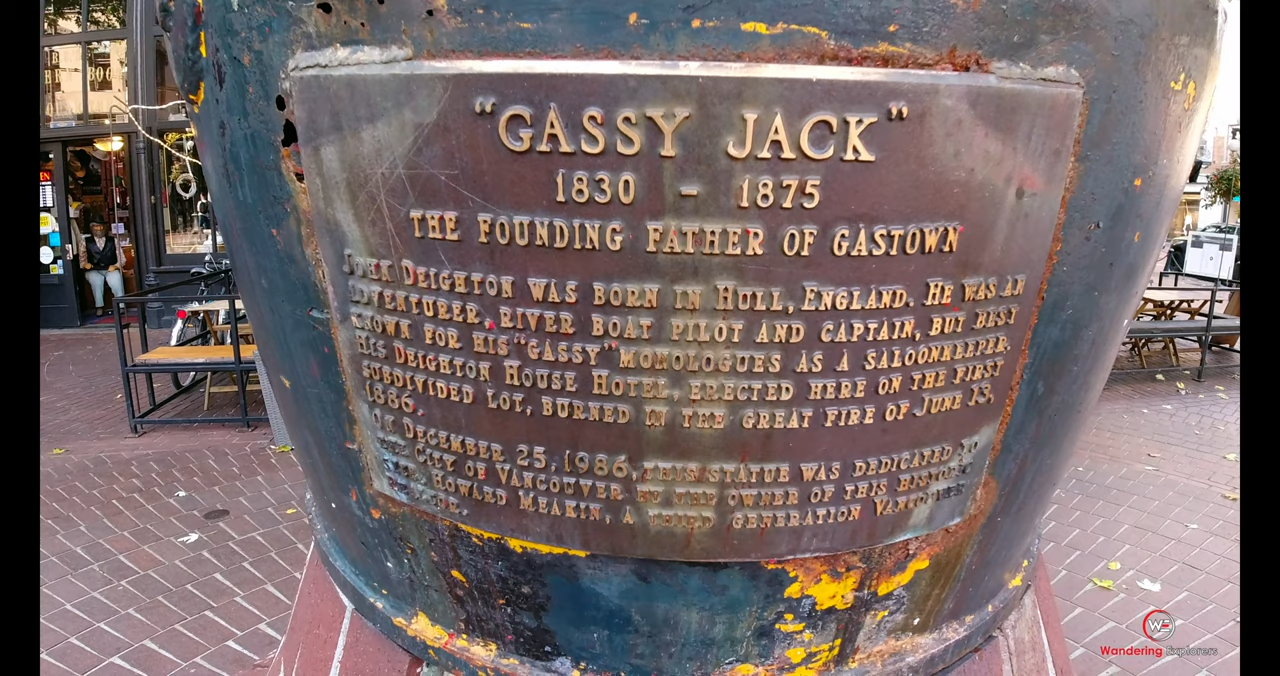 "GASSY JACK"
1830 - 1875
THE FOUNDING FATHER OF GASTOWN
JOHN DEIGHTON WAS BORN IN HULL, ENGLAND. HE WAS AN
ADVENTURER, RIVER BOAT PILOT AND CAPTAIN, BUT BEST
KNOWN FOR HIS "GASSY" MONOLOGUES AS A SALOONKEEPER.
HIS DEIGHTON HOUSE HOTEL, ERECTED HERE ON THE FIRST
SUBDIVIDED LOT, BURNED IN THE GREAT FIRE OF JUNE 13,
1886.
ON DECEMBER 25, 1986, THIS STATUE WAS DEDICATED TO
THE CITY OF VANCOUVER BY THE OWNER OF THIS HISTORIC
HOWARD MEAKIN, A THIRD GENERATION VANCOUVER
WE
Wandering Explorers